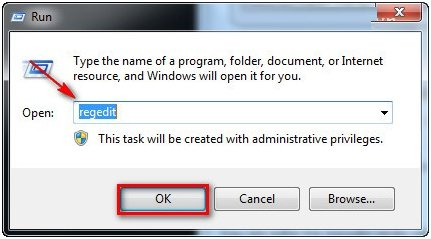 Run
Type the name of a program, folder, document, or Internet
resource, and Windows will open it for you.
Open: regedit
This task will be created with administrative privileges.
OK Cancel Browse...